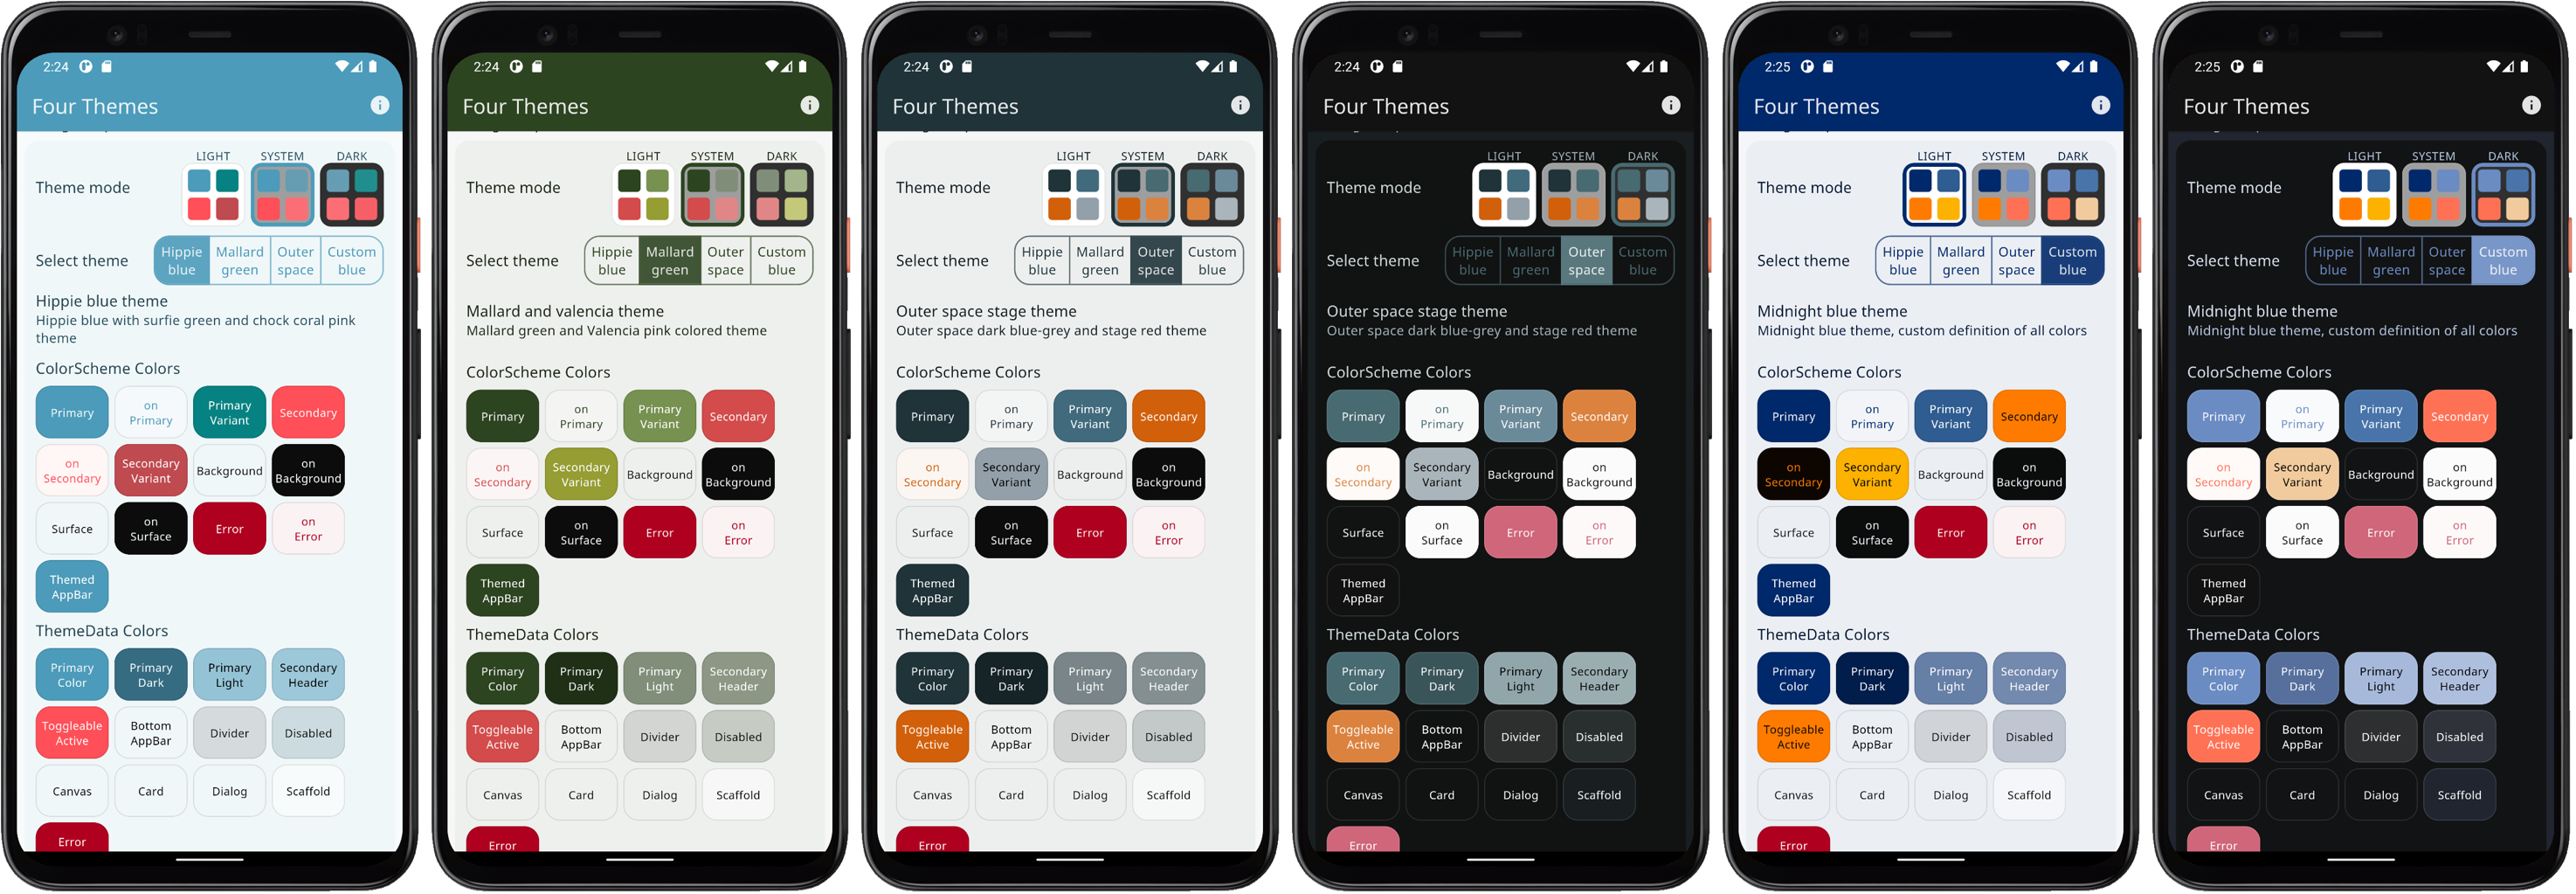 2:24
Four Themes
LIGHT SYSTEM DARK
Theme mode
Select theme
Hippie
blue
Mallard
green
Outer
space
Custom
blue
Hippie blue theme
Hippie blue with surfie green and chock coral pink
theme
ColorScheme Colors
Primary
on
Primary
Primary
Variant
Secondary
on
Secondary
Secondary
Variant
Background
on
Background
Surface
on
Surface
Error
on
Error
Themed
AppBar
ThemeData Colors
Primary
Color
Primary
Dark
Primary
Light
Secondary
Header
Toggleable
Active
Bottom
AppBar
Divider
Disabled
Canvas
Card
Dialog
Scaffold
Error
2:24
Four Themes
LIGHT SYSTEM DARK
Theme mode
Select theme
Hippie
blue
Mallard
green
Outer
space
Custom
blue
Mallard and valencia theme
Mallard green and Valencia pink colored theme
ColorScheme Colors
Primary
on
Primary
Primary
Variant
Secondary
on
Secondary
Secondary
Variant
Background
on
Background
Surface
on
Surface
Error
on
Error
Themed
AppBar
ThemeData Colors
Primary
Color
Primary
Dark
Primary
Light
Secondary
Header
Toggleable
Active
Bottom
AppBar
Divider
Disabled
Canvas
Card
Dialog
Scaffold
Error
2:24
Four Themes
LIGHT SYSTEM DARK
Theme mode
Select theme
Hippie
blue
Mallard
green
Outer
space
Custom
blue
Outer space stage theme
Outer space dark blue-grey and stage red theme
ColorScheme Colors
Primary
on
Primary
Primary
Variant
Secondary
on
Secondary
Secondary
Variant
Background
on
Background
Surface
on
Surface
Error
on
Error
Themed
AppBar
ThemeData Colors
Primary
Color
Primary
Dark
Primary
Light
Secondary
Header
Toggleable
Active
Bottom
AppBar
Divider
Disabled
Canvas
Card
Dialog
Scaffold
Error
2:24
Four Themes
LIGHT SYSTEM DARK
Theme mode
Select theme
Hippie
blue
Mallard
green
Outer
space
Custom
blue
Outer space stage theme
Outer space dark blue-grey and stage red theme
ColorScheme Colors
Primary
on
Primary
Primary
Variant
Secondary
on
Secondary
Secondary
Variant
Background
on
Background
Surface
on
Surface
Error
on
Error
Themed
AppBar
ThemeData Colors
Primary
Color
Primary
Dark
Primary
Light
Secondary
Header
Toggleable
Active
Bottom
AppBar
Divider
Disabled
Canvas
Card
Dialog
Scaffold
Error
2:25
Four Themes
LIGHT SYSTEM DARK
Theme mode
Select theme
Hippie
blue
Mallard
green
Outer
space
Custom
blue
Midnight blue theme
Midnight blue theme, custom definition of all colors
ColorScheme Colors
Primary
on
Primary
Primary
Variant
Secondary
on
Secondary
Secondary
Variant
Background
on
Background
Surface
on
Surface
Error
on
Error
Themed
AppBar
ThemeData Colors
Primary
Color
Primary
Dark
Primary
Light
Secondary
Header
Toggleable
Active
Bottom
AppBar
Divider
Disabled
Canvas
Card
Dialog
Scaffold
Error
2:25
Four Themes
LIGHT SYSTEM DARK
Theme mode
Select theme
Hippie
blue
Mallard
green
Outer
space
Custom
blue
Midnight blue theme
Midnight blue theme, custom definition of all colors
ColorScheme Colors
Primary
on
Primary
Primary
Variant
Secondary
on
Secondary
Secondary
Variant
Background
on
Background
Surface
on
Surface
Error
on
Error
Themed
AppBar
ThemeData Colors
Primary
Color
Primary
Dark
Primary
Light
Secondary
Header
Toggleable
Active
Bottom
AppBar
Divider
Disabled
Canvas
Card
Dialog
Scaffold
Error